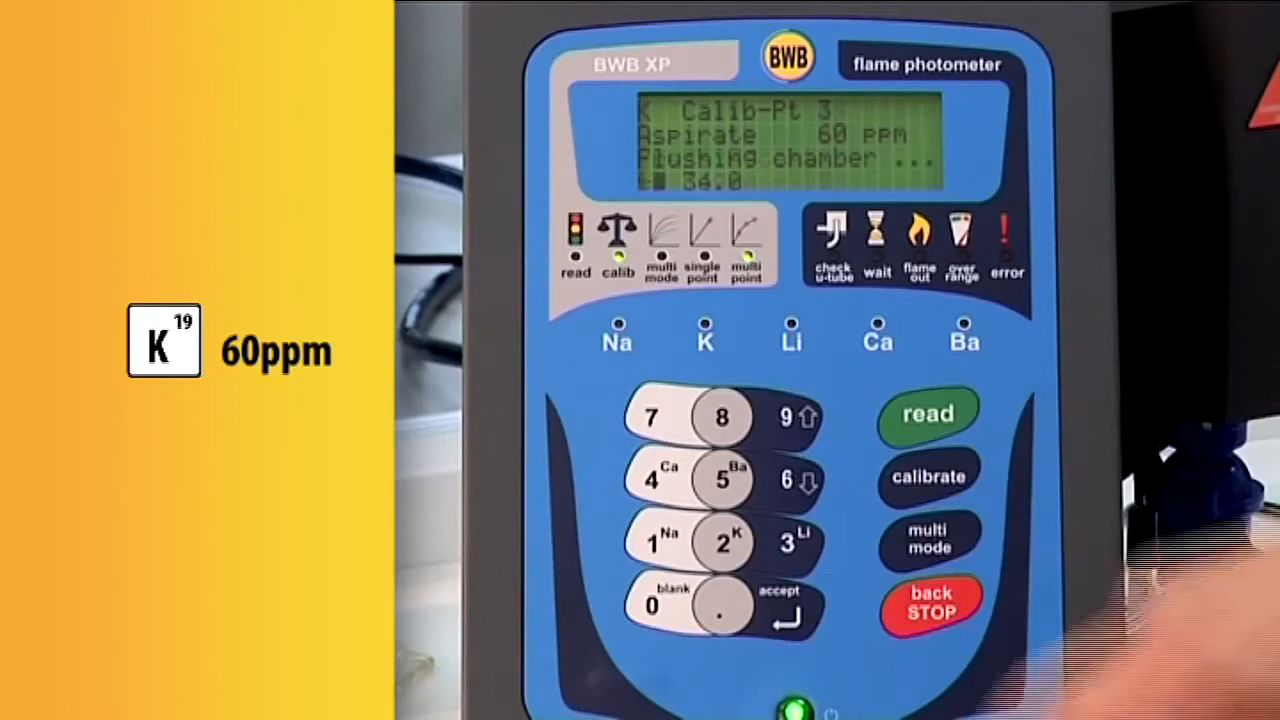 19
K
60ppm
BWB XP
BWB
flame photometer
K Calib-Pt 3
Aspirate 60 ppm
Flushing chamber ...
34.0
read
calib
multi
mode
single
point
multi
point
check
u-tube
wait
flame
out
over
range
error
Na
K
Li
Ca
Ba
7
8
9
read
4 Ca
5 Ba
6
calibrate
1 Na
2 K
3 Li
multi
mode
0 blank
.
accept
back
STOP